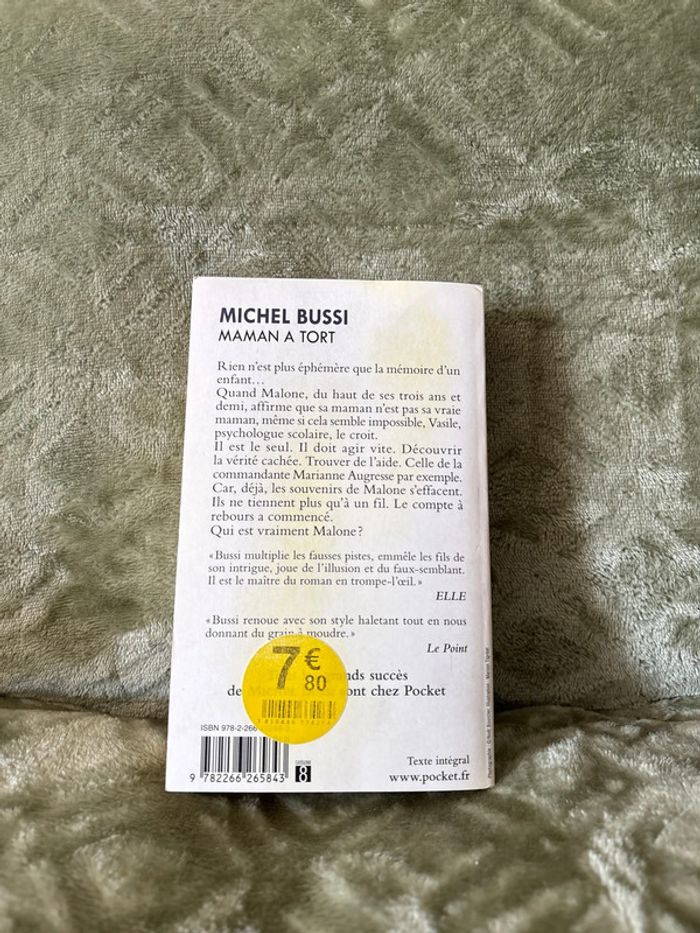 MICHEL BUSSI
MAMAN A TORT
Rien n'est plus éphémère que la mémoire d'un
enfant…
Quand Malone, du haut de ses trois ans et
demi, affirme que sa maman n'est pas sa vraie
maman, même si cela semble impossible, Vasile,
psychologue scolaire, le croit.
Il est le seul. Il doit agir vite. Découvrir
la vérité cachée. Trouver de l'aide. Celle de la
commandante Marianne Augresse par exemple.
Car, déjà, les souvenirs de Malone s'effacent.
Ils ne tiennent plus qu'à un fil. Le compte à
rebours a commencé.
Qui est vraiment Malone ?
« Bussi multiplie les fausses pistes, emmêle les fils de
son intrigue, joue de l'illusion et du faux-semblant.
Il est le maître du roman en trompe-l'œil. »
ELLE
« Bussi renoue avec son style haletant tout en nous
donnant du grain à moudre. »
Le Point
succès
de sont chez Pocket
7 €
80
ISBN 978-2-266
9 782266 265843
8
Texte intégral
www.pocket.fr